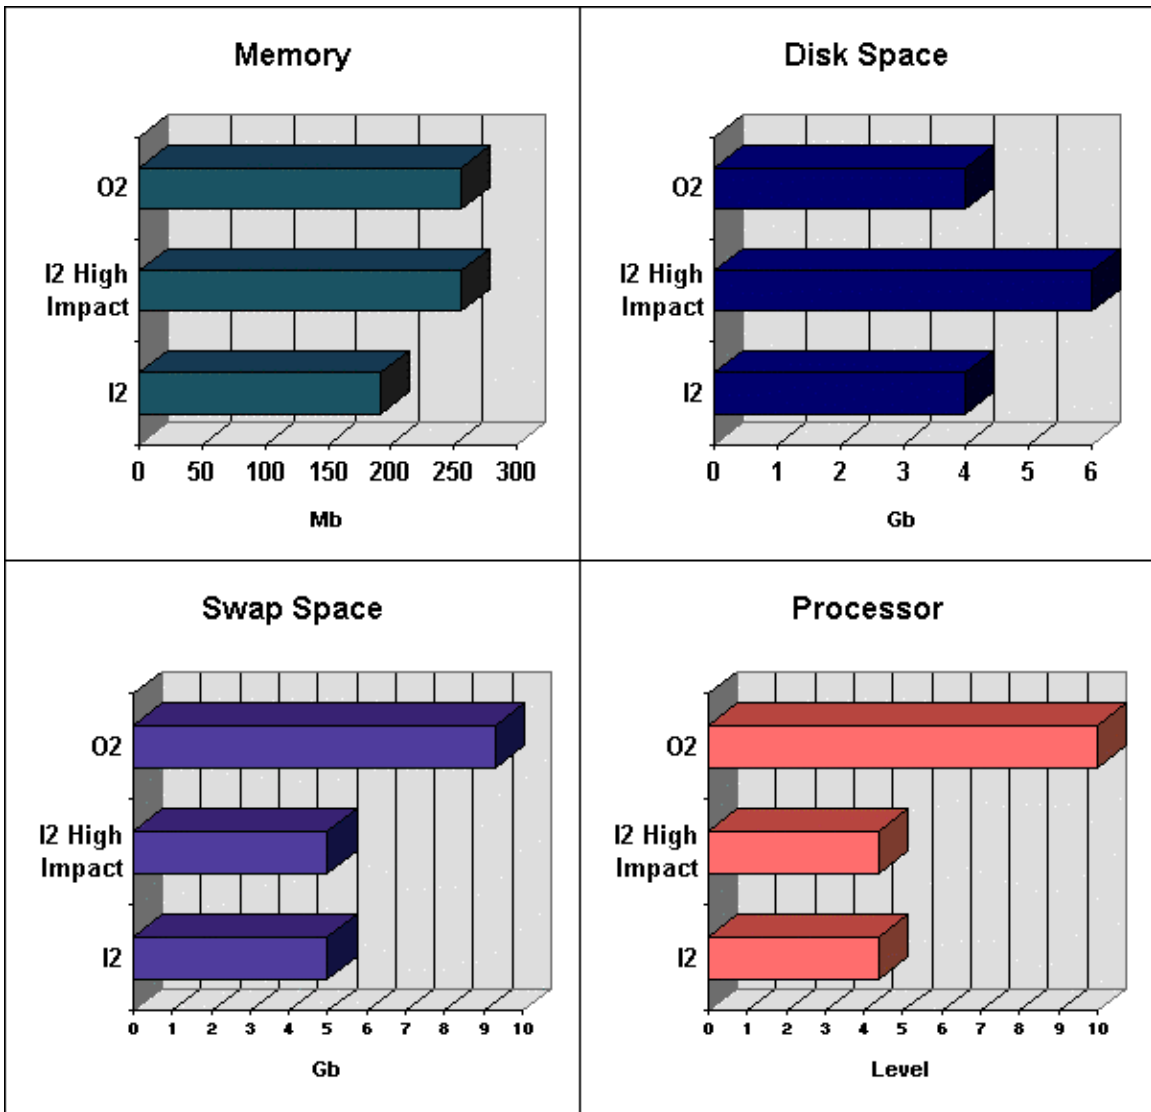 Memory
O2
I2 High
Impact
I2
0 50 100 150 200 250 300
Mb
Disk Space
O2
I2 High
Impact
I2
0 1 2 3 4 5 6
Gb
Swap Space
O2
I2 High
Impact
I2
0 1 2 3 4 5 6 7 8 9 10
Gb
Processor
O2
I2 High
Impact
I2
0 1 2 3 4 5 6 7 8 9 10
Level